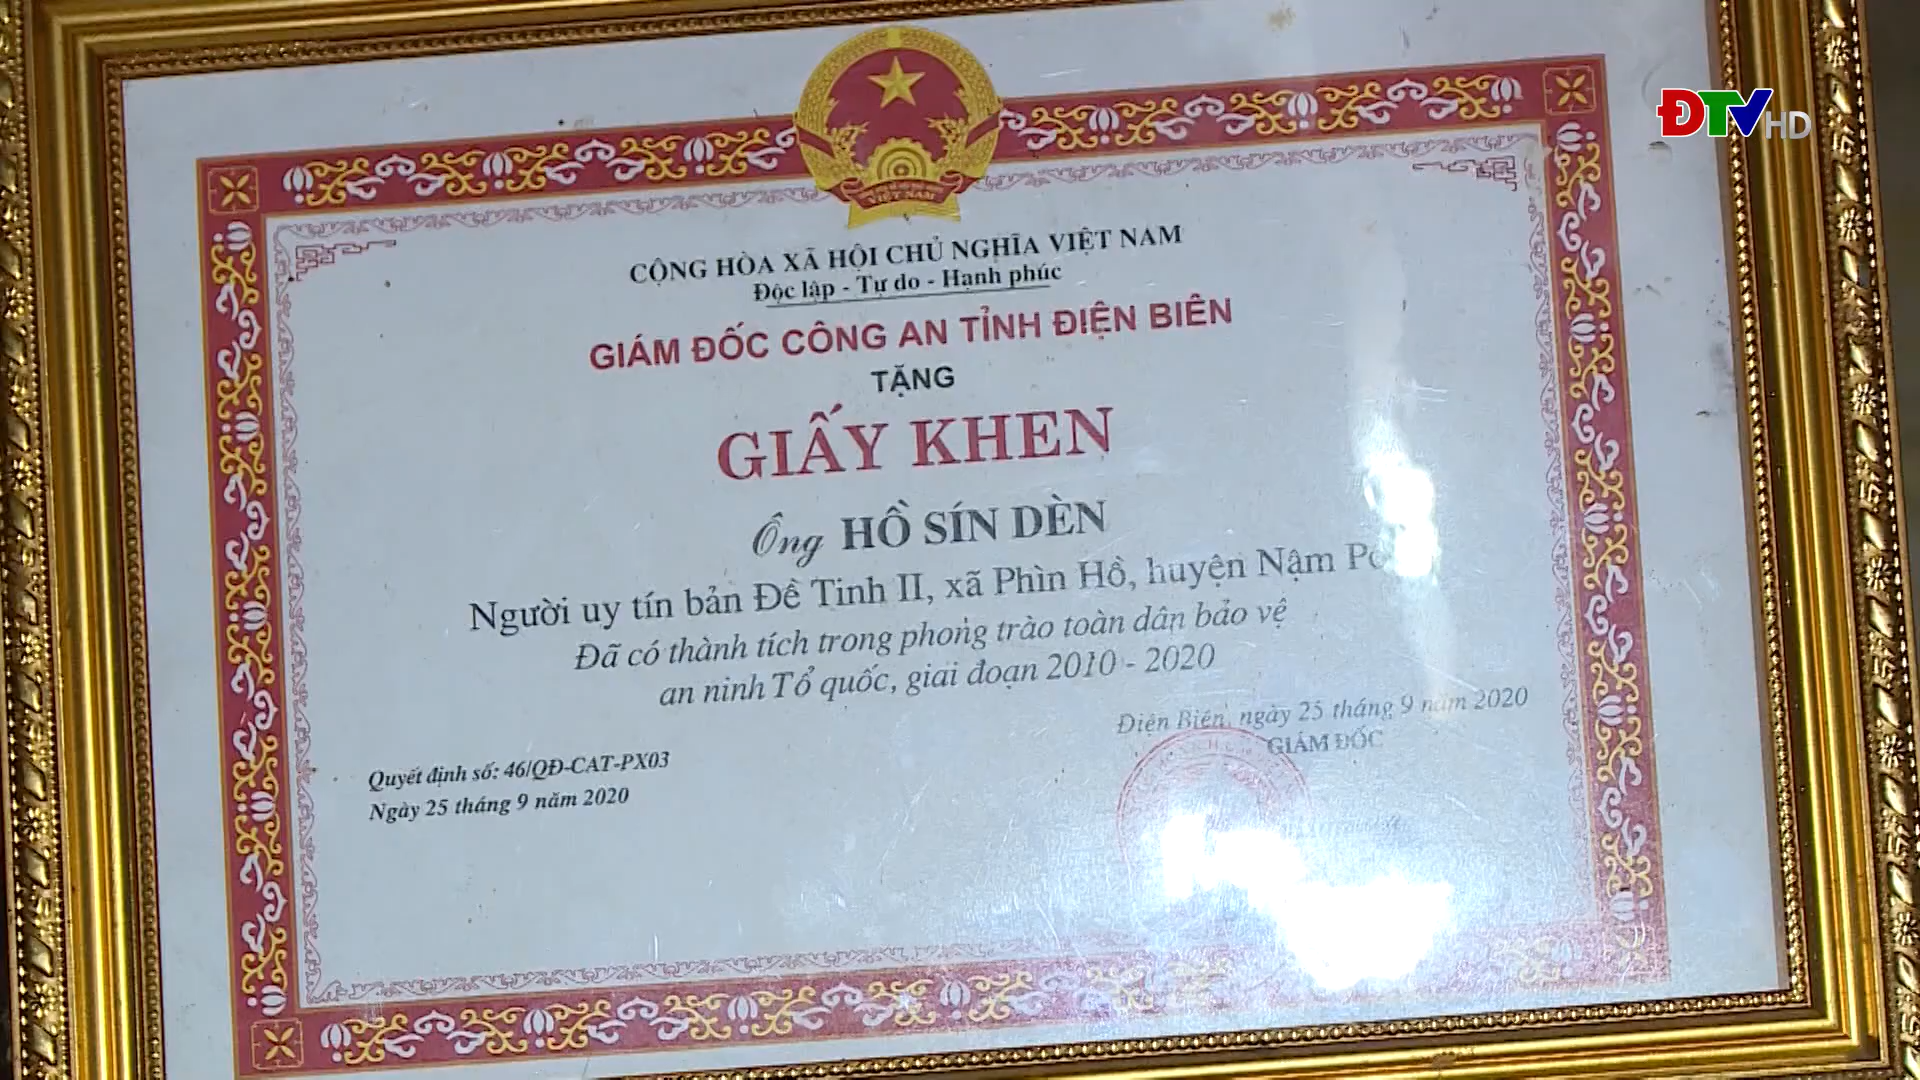 ĐTV HD
VIỆT NAM
CỘNG HÒA XÃ HỘI CHỦ NGHĨA VIỆT NAM
Độc lập - Tự do - Hạnh phúc
GIÁM ĐỐC CÔNG AN TỈNH ĐIỆN BIÊN
TẶNG
GIẤY KHEN
Ông HỒ SÍN DÈN
Người uy tín bản Đề Tinh II, xã Phìn Hồ, huyện Nậm
Đã có thành tích trong phong trào toàn dân bảo vệ
an ninh Tổ quốc, giai đoạn 2010 - 2020
Điện Biên, ngày 25 tháng 9 năm 2020
GIÁM ĐỐC
Quyết định số: 46/QĐ-CAT-PX03
Ngày 25 tháng 9 năm 2020